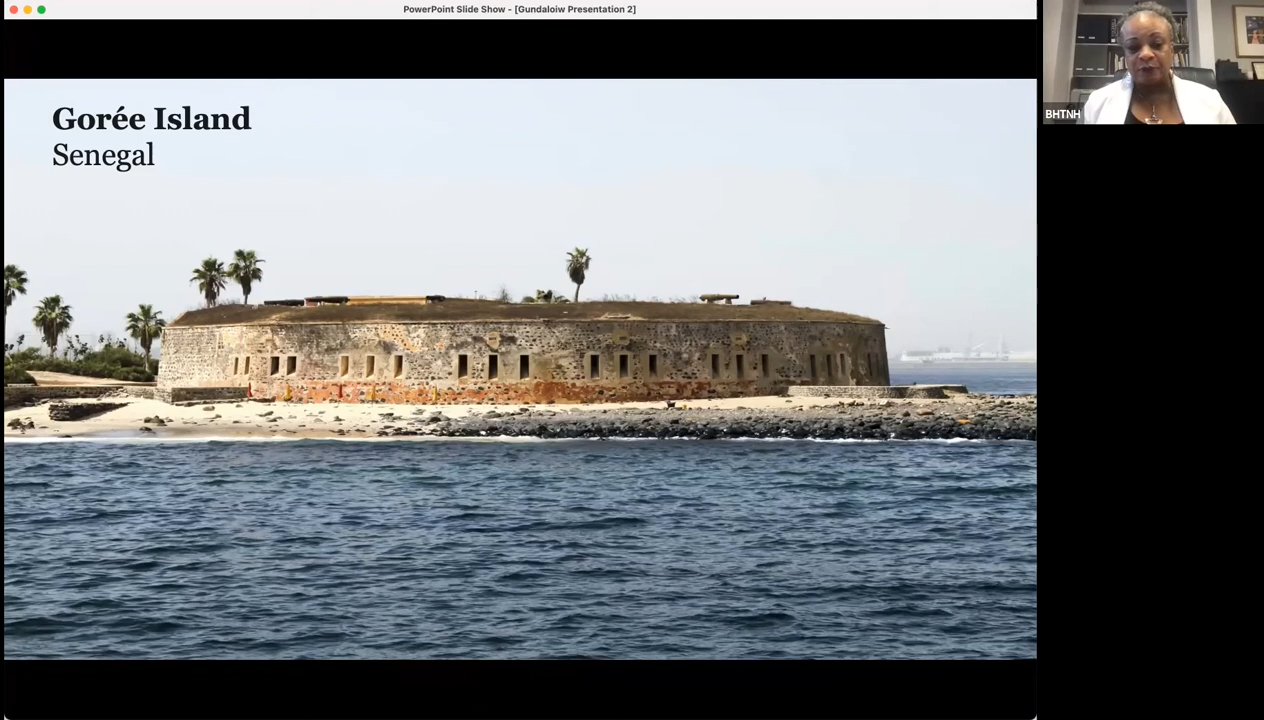 PowerPoint Slide Show - [Gundaloiw Presentation 2]
Gorée Island
Senegal
BHTNH